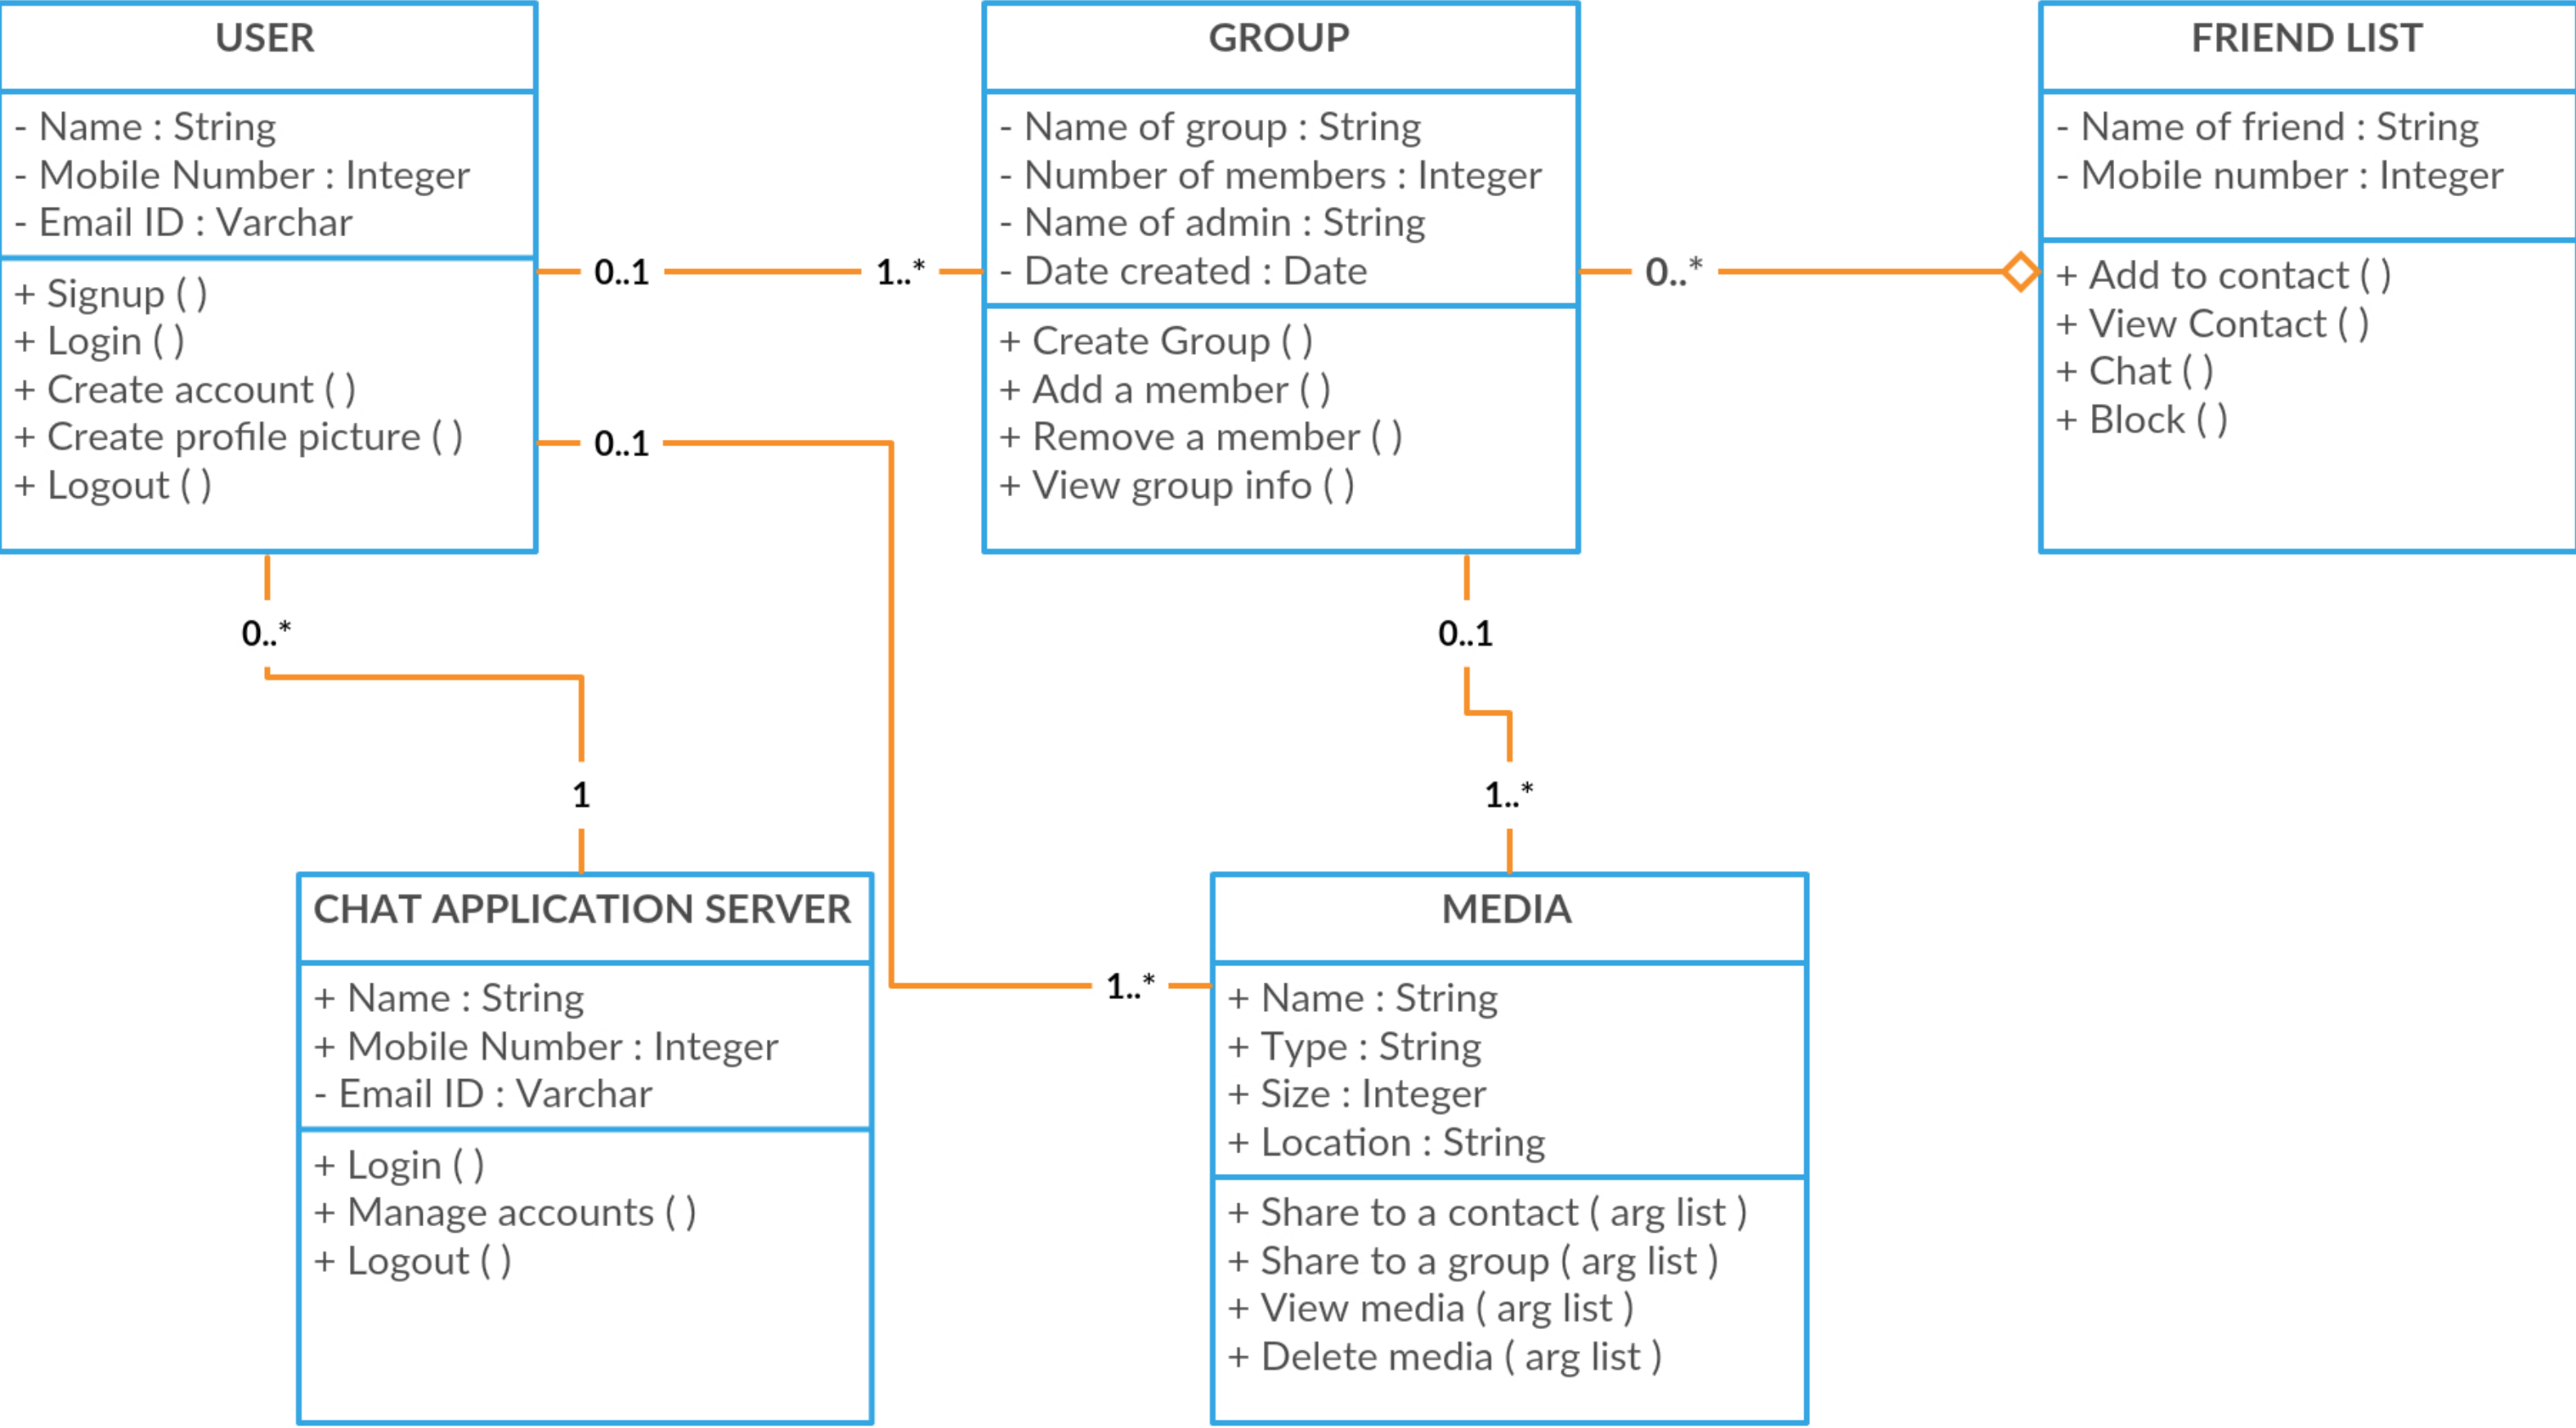 USER
- Name : String
- Mobile Number : Integer
- Email ID : Varchar
+ Signup ( )
+ Login ( )
+ Create account ( )
+ Create profile picture ( )
+ Logout ( )
0..1
1..*
GROUP
- Name of group : String
- Number of members : Integer
- Name of admin : String
- Date created : Date
+ Create Group ( )
+ Add a member ( )
+ Remove a member ( )
+ View group info ( )
0..*
FRIEND LIST
- Name of friend : String
- Mobile number : Integer
+ Add to contact ( )
+ View Contact ( )
+ Chat ( )
+ Block ( )
0..1
0..*
0..1
1
1..*
1..*
CHAT APPLICATION SERVER
+ Name : String
+ Mobile Number : Integer
- Email ID : Varchar
+ Login ( )
+ Manage accounts ( )
+ Logout ( )
MEDIA
+ Name : String
+ Type : String
+ Size : Integer
+ Location : String
+ Share to a contact ( arg list )
+ Share to a group ( arg list )
+ View media ( arg list )
+ Delete media ( arg list )